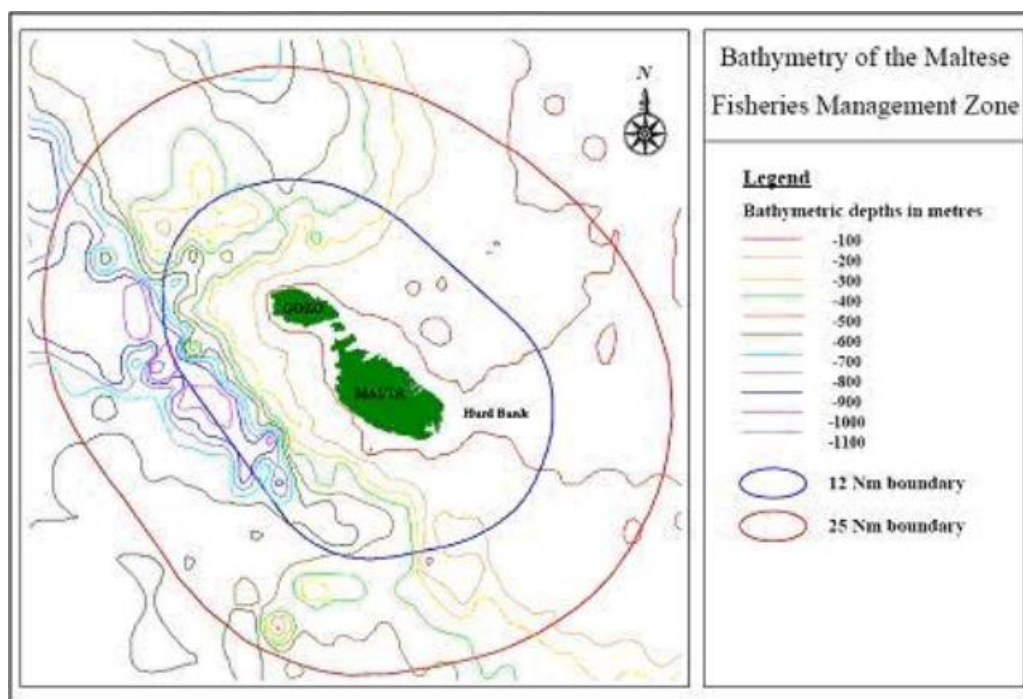 N
GOZO
MALTA
Hurd Bank
Bathymetry of the Maltese
Fisheries Management Zone
Legend
Bathymetric depths in metres
-100
-200
-300
-400
-500
-600
-700
-800
-900
-1000
-1100
12 Nm boundary
25 Nm boundary